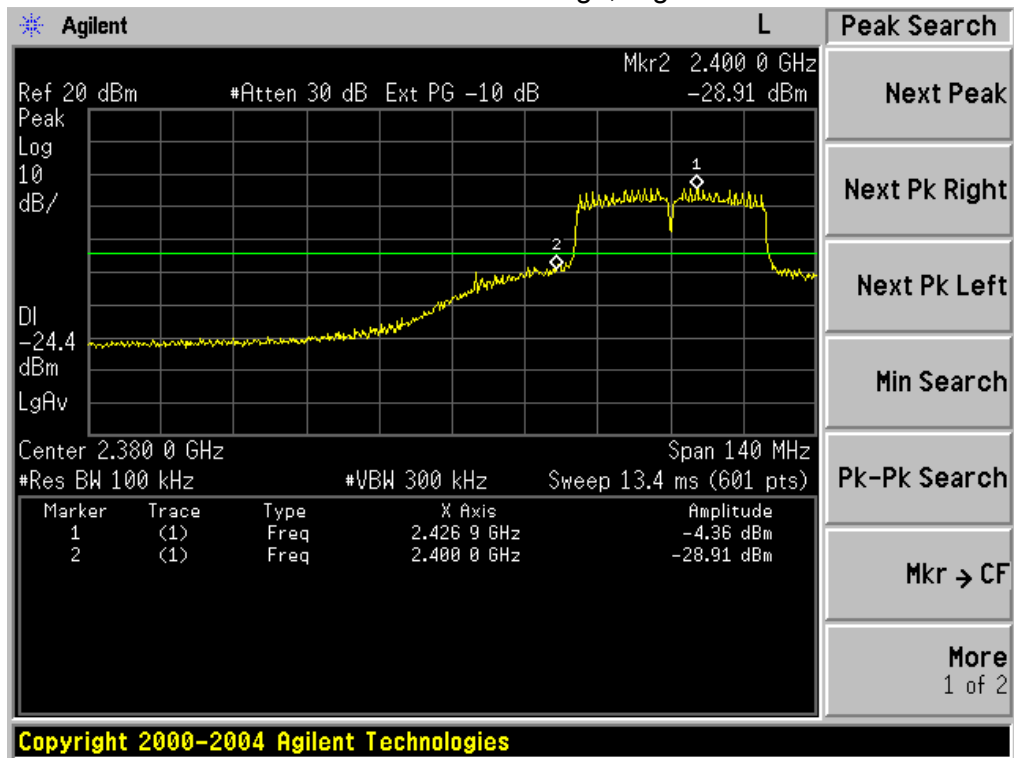 Agilent L Peak Search
Mkr2 2.400 0 GHz
Ref 20 dBm #Atten 30 dB Ext PG -10 dB -28.91 dBm
Peak
Log
10
dB/
1
2
DI
-24.4
dBm
LgAv
Center 2.380 0 GHz Span 140 MHz
#Res BW 100 kHz #VBW 300 kHz Sweep 13.4 ms (601 pts)
Marker Trace Type X Axis Amplitude
1 (1) Freq 2.426 9 GHz -4.36 dBm
2 (1) Freq 2.400 0 GHz -28.91 dBm
Next Peak
Next Pk Right
Next Pk Left
Min Search
Pk-Pk Search
Mkr → CF
More
1 of 2
Copyright 2000-2004 Agilent Technologies